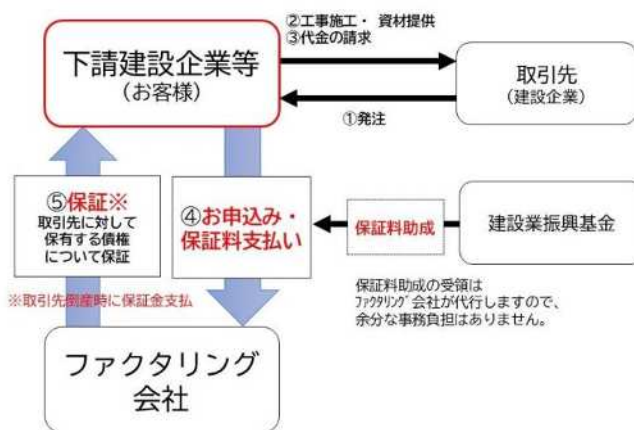 ②工事施工・ 資材提供
③代金の請求
下請建設企業等
（お客様）
取引先
（建設企業）
①発注
⑤保証※
取引先に対して
保有する債権
について保証
④お申込み・
保証料支払い
保証料助成
建設業振興基金
※取引先倒産時に保証金支払
保証料助成の受領は
ﾌｧｸﾀﾘﾝｸﾞ会社が代行しますので、
余分な事務負担はありません。
ファクタリング
会社